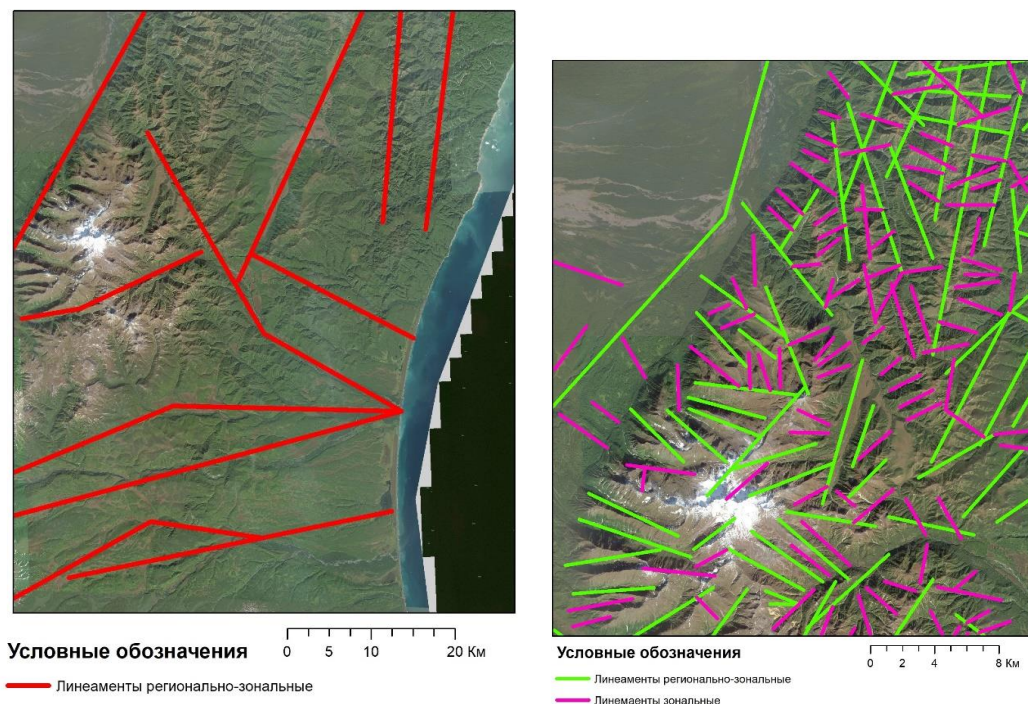 Условные обозначения
0 5 10 20 Км
Линеаменты регионально-зональные
Условные обозначения
0 2 4 8 Км
Линеаменты регионально-зональные
Линемаенты зональные